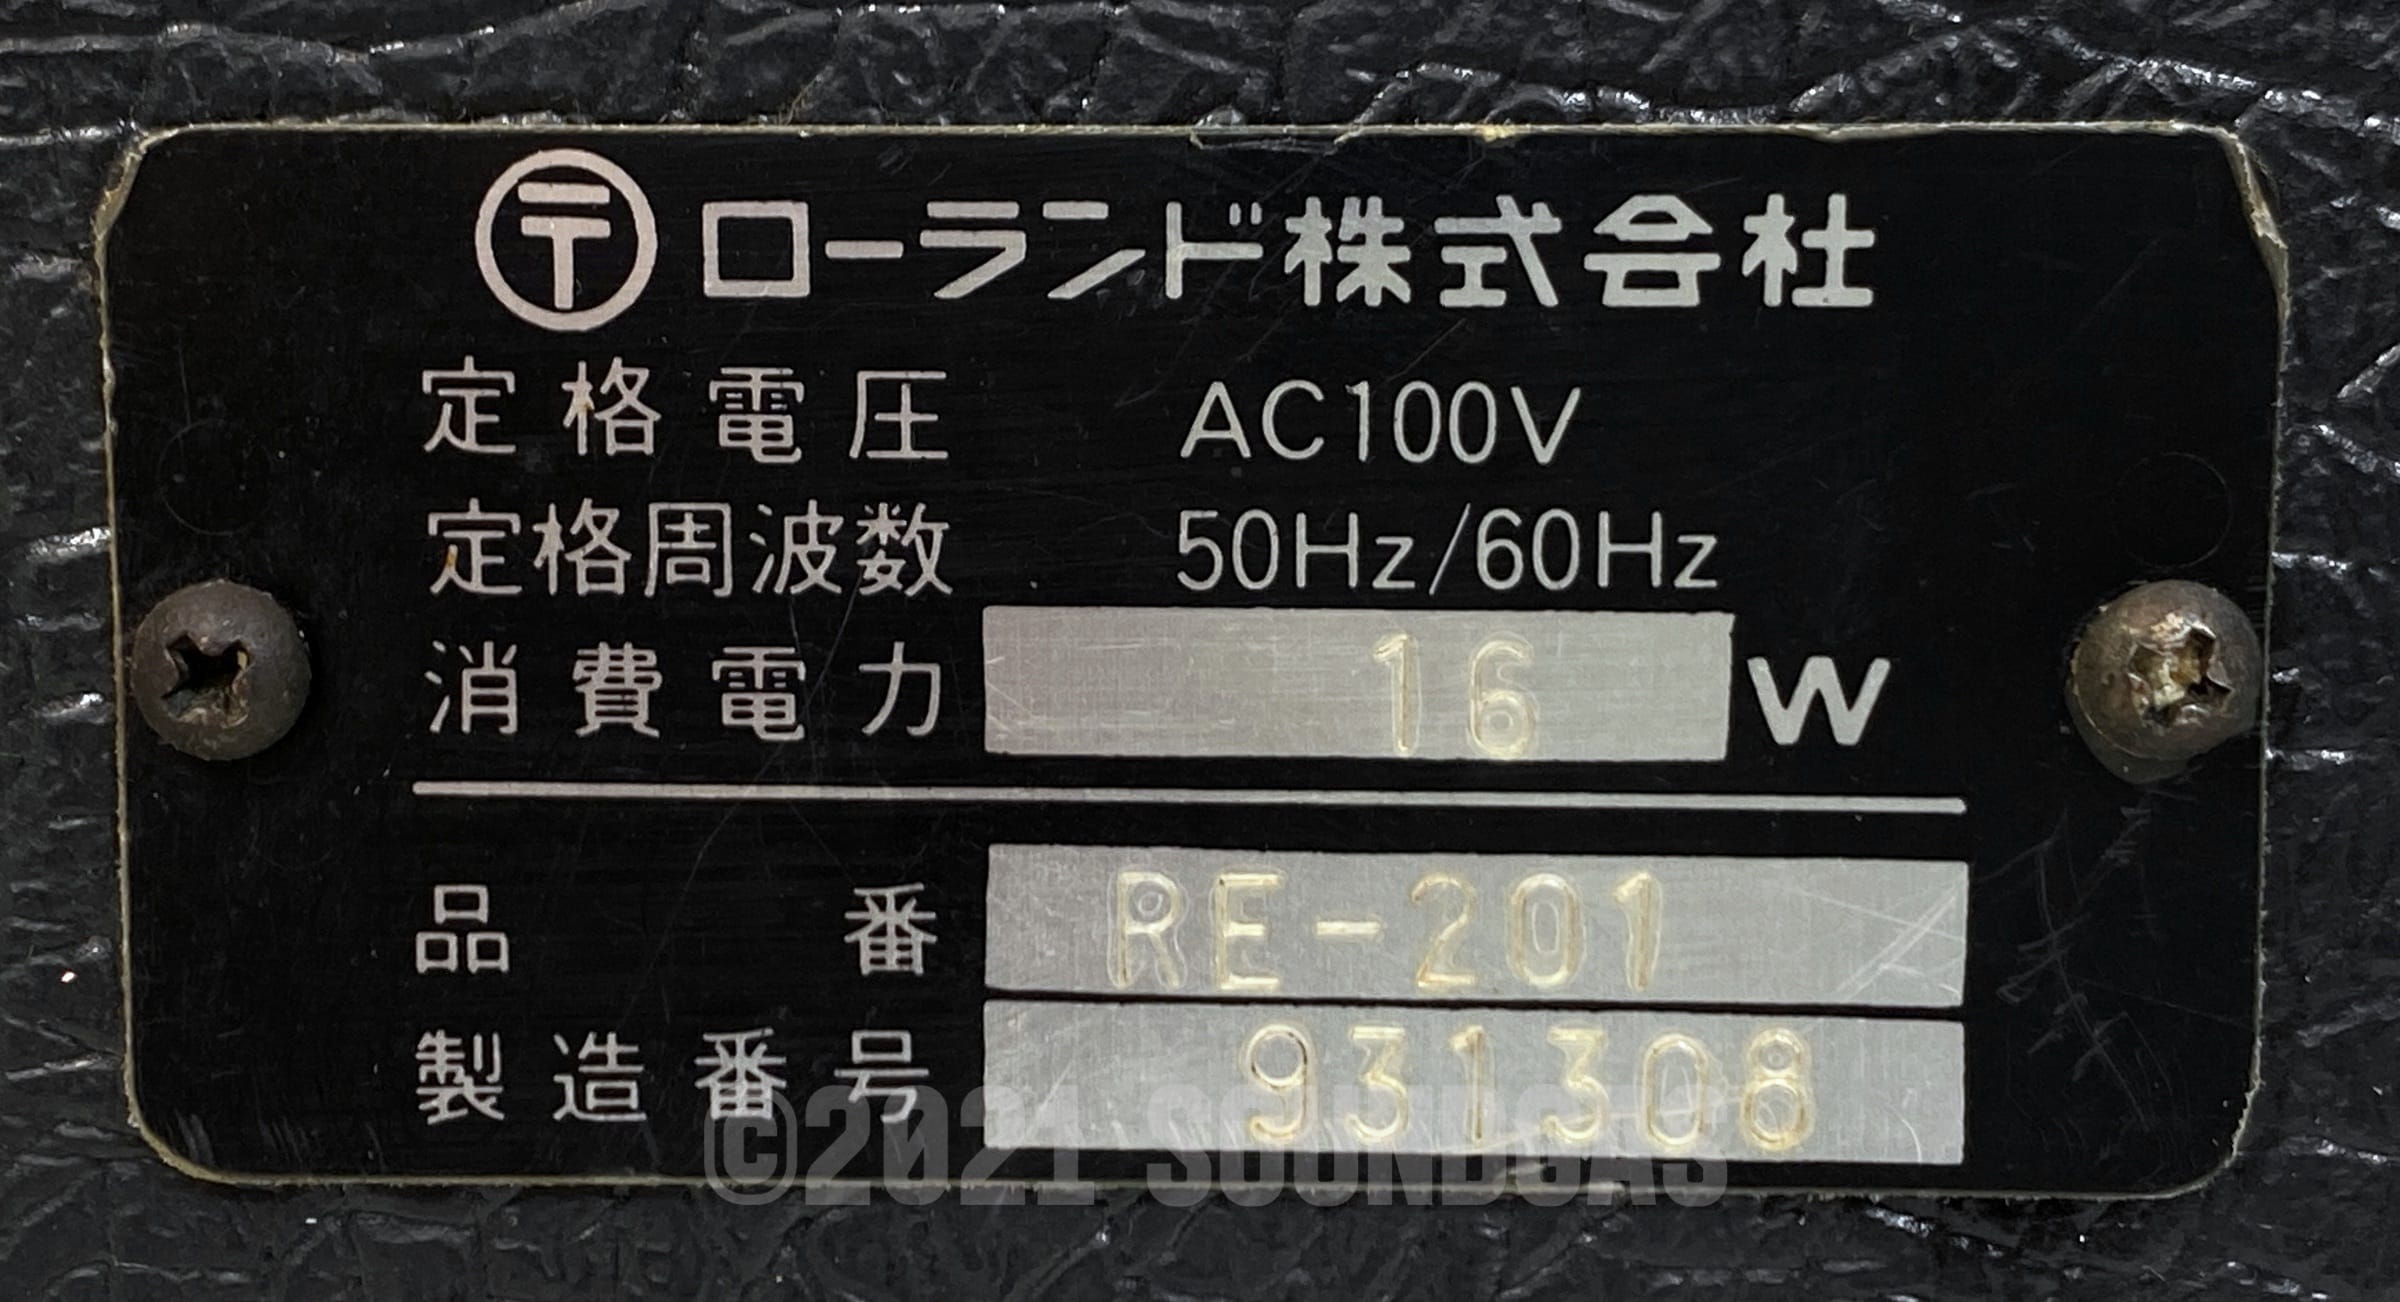 〒 ローランド株式会社
定格電圧 AC100V
定格周波数 50Hz/60Hz
消費電力 16 W
品番 RE-201
製造番号 931308
©2021 SOUNDGAS